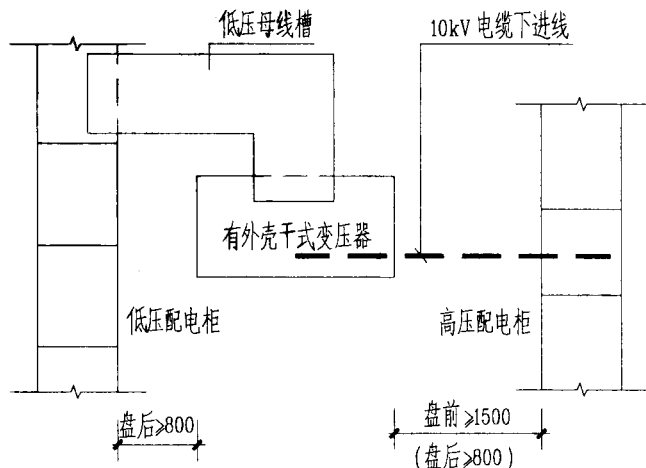 低压母线槽
10kV 电缆下进线
有外壳干式变压器
低压配电柜
高压配电柜
盘后≥800
盘前≥1500
(盘后≥800)